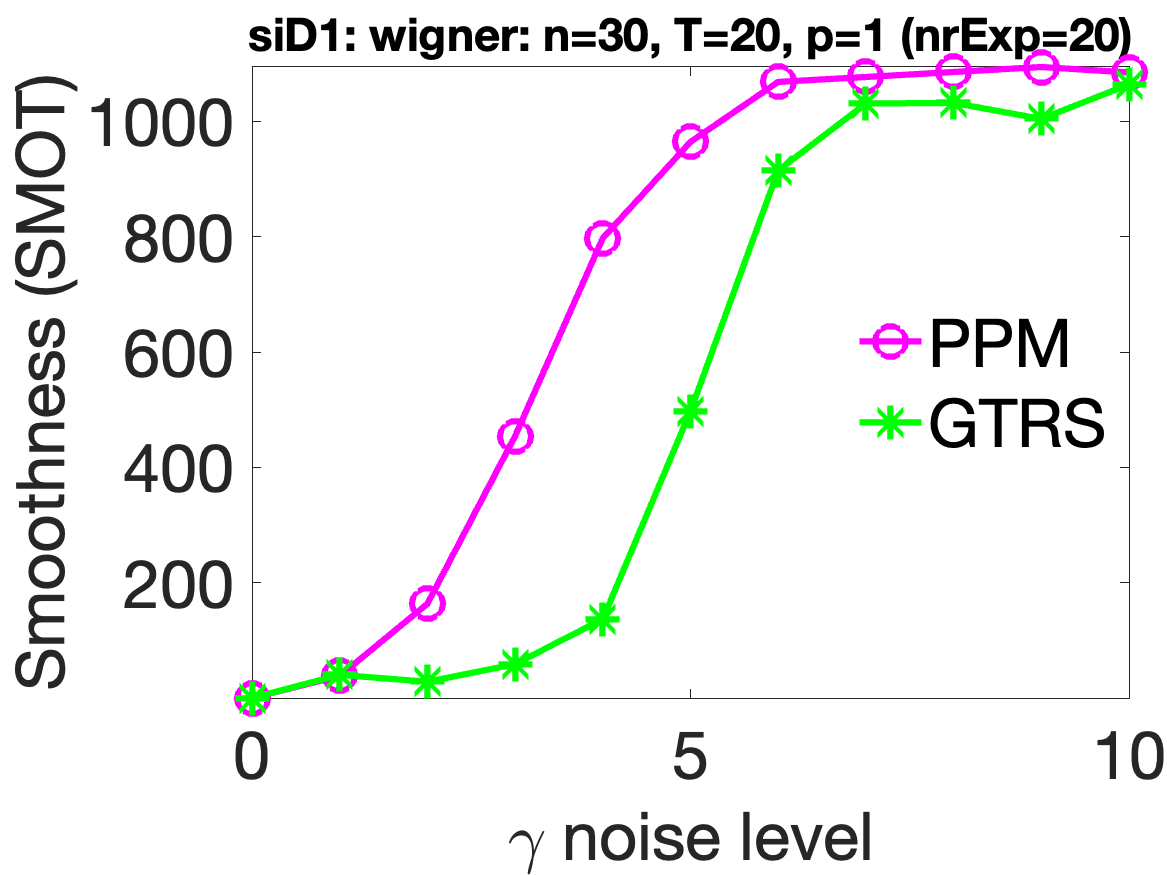 siD1: wigner: n=30, T=20, p=1 (nrExp=20)
Smoothness (SMOT)
1000
800
600
400
200
PPM
GTRS
0
5
10
γ noise level